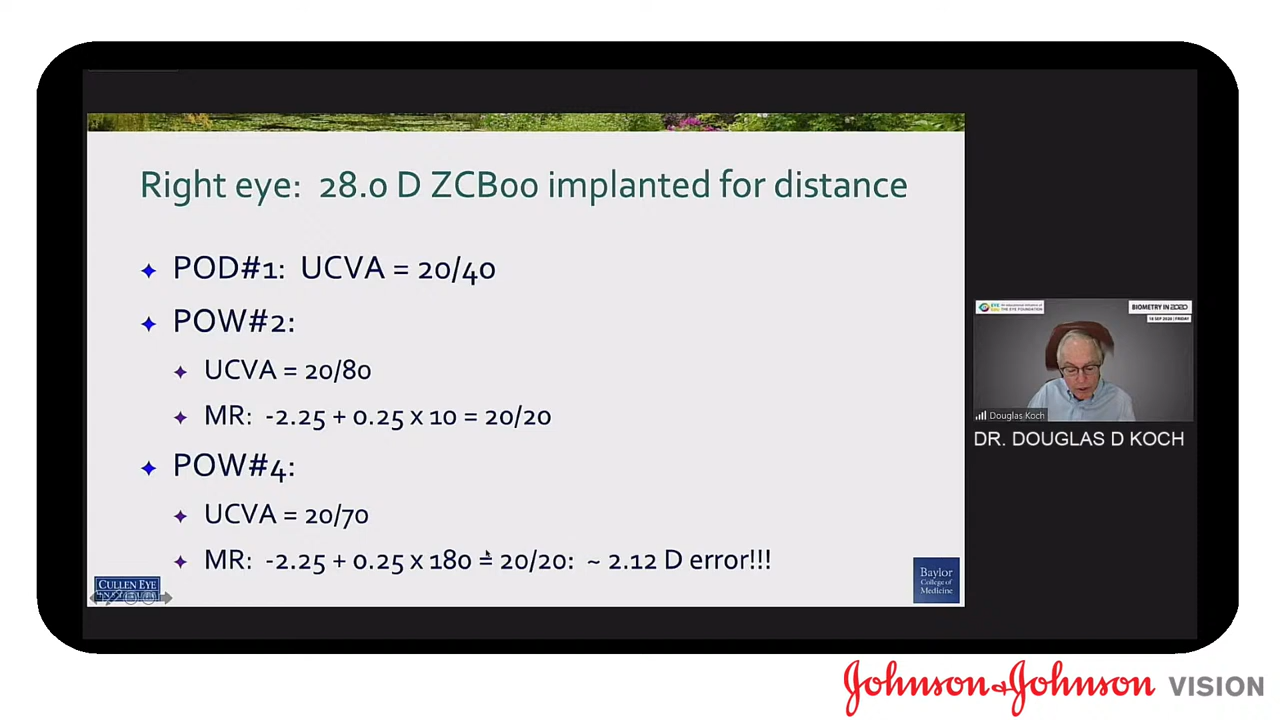 Right eye: 28.0 D ZCB00 implanted for distance
POD#1: UCVA = 20/40
POW#2:
UCVA = 20/80
MR: -2.25 + 0.25 x 10 = 20/20
POW#4:
UCVA = 20/70
MR: -2.25 + 0.25 x 180 = 20/20: ~ 2.12 D error!!!
CULLEN EYE
Baylor
College of
Medicine
BIOMETRY IN 2020
THE EYE FOUNDATION
Douglas Koch
DR. DOUGLAS D KOCH
Johnson & Johnson VISION